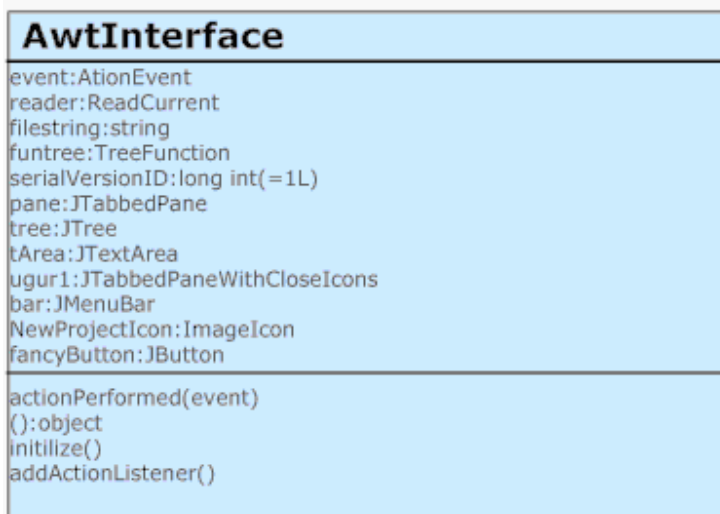 AwtInterface
event:AtionEvent
reader:ReadCurrent
filestring:string
funtree:TreeFunction
serialVersionID:long int(=1L)
pane:JTabbedPane
tree:JTree
tArea:JTextArea
ugur1:JTabbedPaneWithCloseIcons
bar:JMenuBar
NewProjectIcon:ImageIcon
fancyButton:JButton
actionPerformed(event)
():object
initilize()
addActionListener()